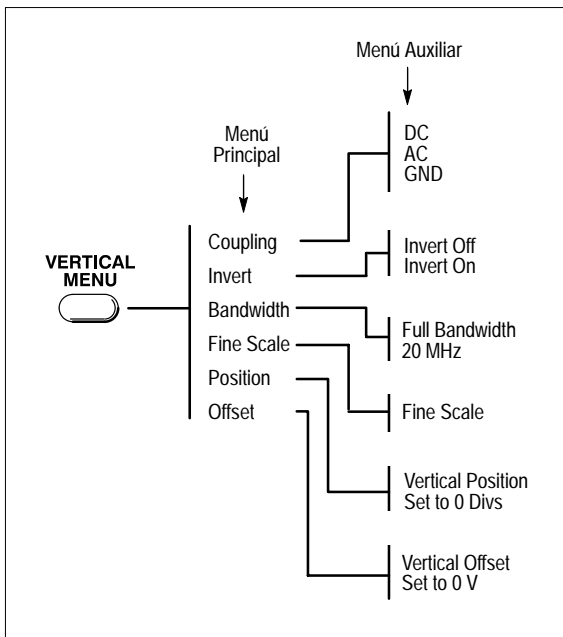 Menú Auxiliar
DC
AC
GND
Menú
Principal
VERTICAL
MENU
Coupling
Invert
Bandwidth
Fine Scale
Position
Offset
Invert Off
Invert On
Full Bandwidth
20 MHz
Fine Scale
Vertical Position
Set to 0 Divs
Vertical Offset
Set to 0 V